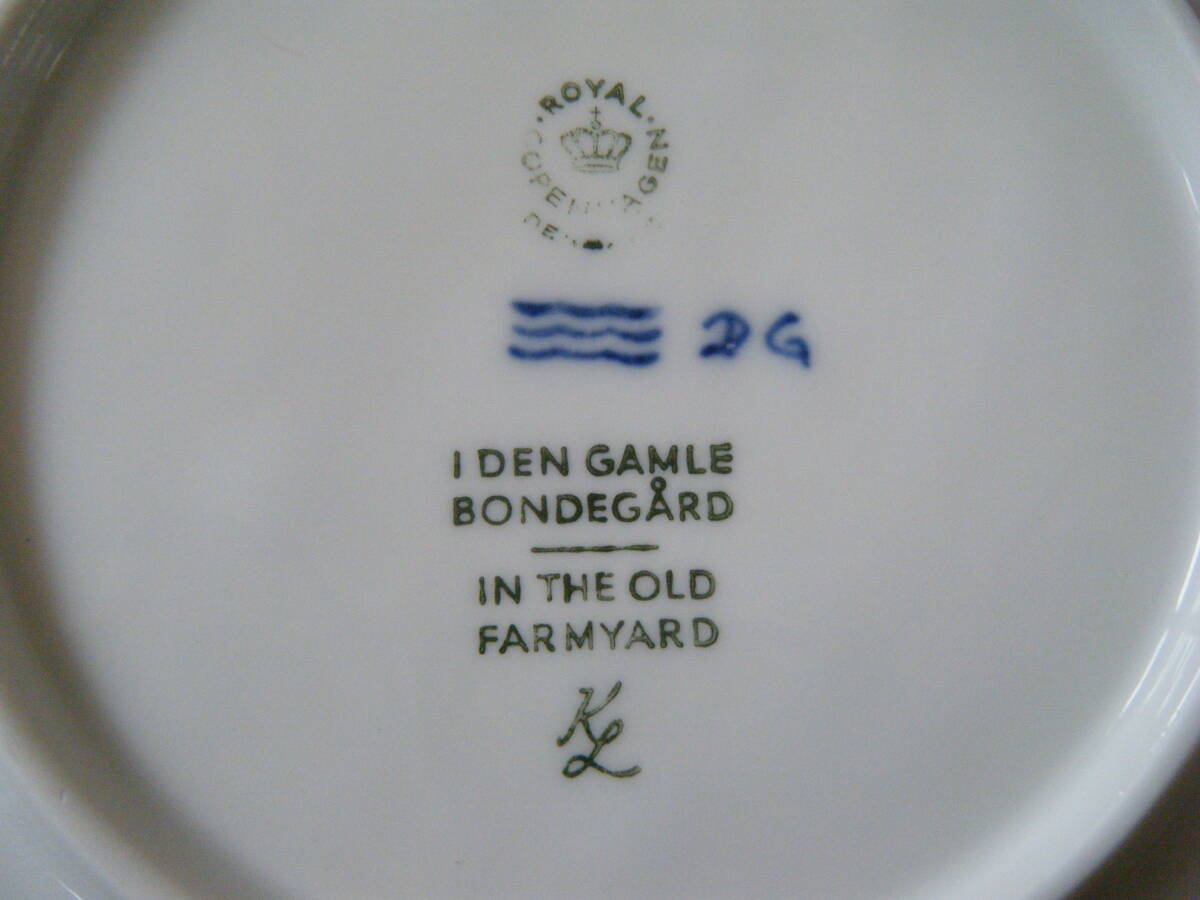 ROYAL
COPENHAGEN
DG
I DEN GAMLE
BONDEGÅRD
IN THE OLD
FARMYARD
KL